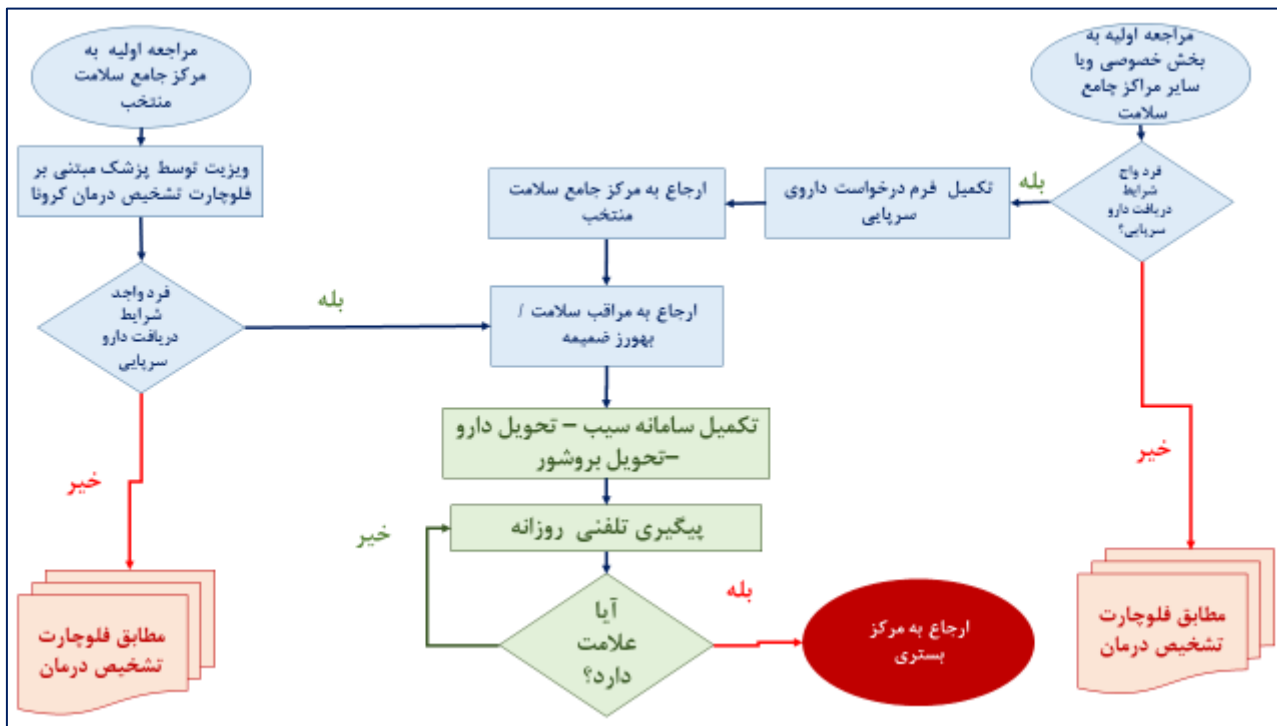 مراجعه اولیه به
بخش خصوصی ویا
سایر مراکز جامع
سلامت
فرد واج
شرایط
دریافت دارو
سرپایی؟
بله
تکمیل فرم درخواست داروی
سرپایی
ارجاع به مرکز جامع سلامت
منتخب
خیر
مطابق فلوچارت
تشخیص درمان
مراجعه اولیه به
مرکز جامع سلامت
منتخب
ویزیت توسط پزشک مبتنی بر
فلوچارت تشخیص درمان کرونا
فرد واجد
شرایط
دریافت دارو
سرپایی
بله
خیر
مطابق فلوچارت
تشخیص درمان
ارجاع به مراقب سلامت /
بهورز ضمیمه
تکمیل سامانه سیب – تحویل دارو
–تحویل بروشور
پیگیری تلفنی روزانه
آیا
علامت
دارد؟
خیر
بله
ارجاع به مرکز
بستری